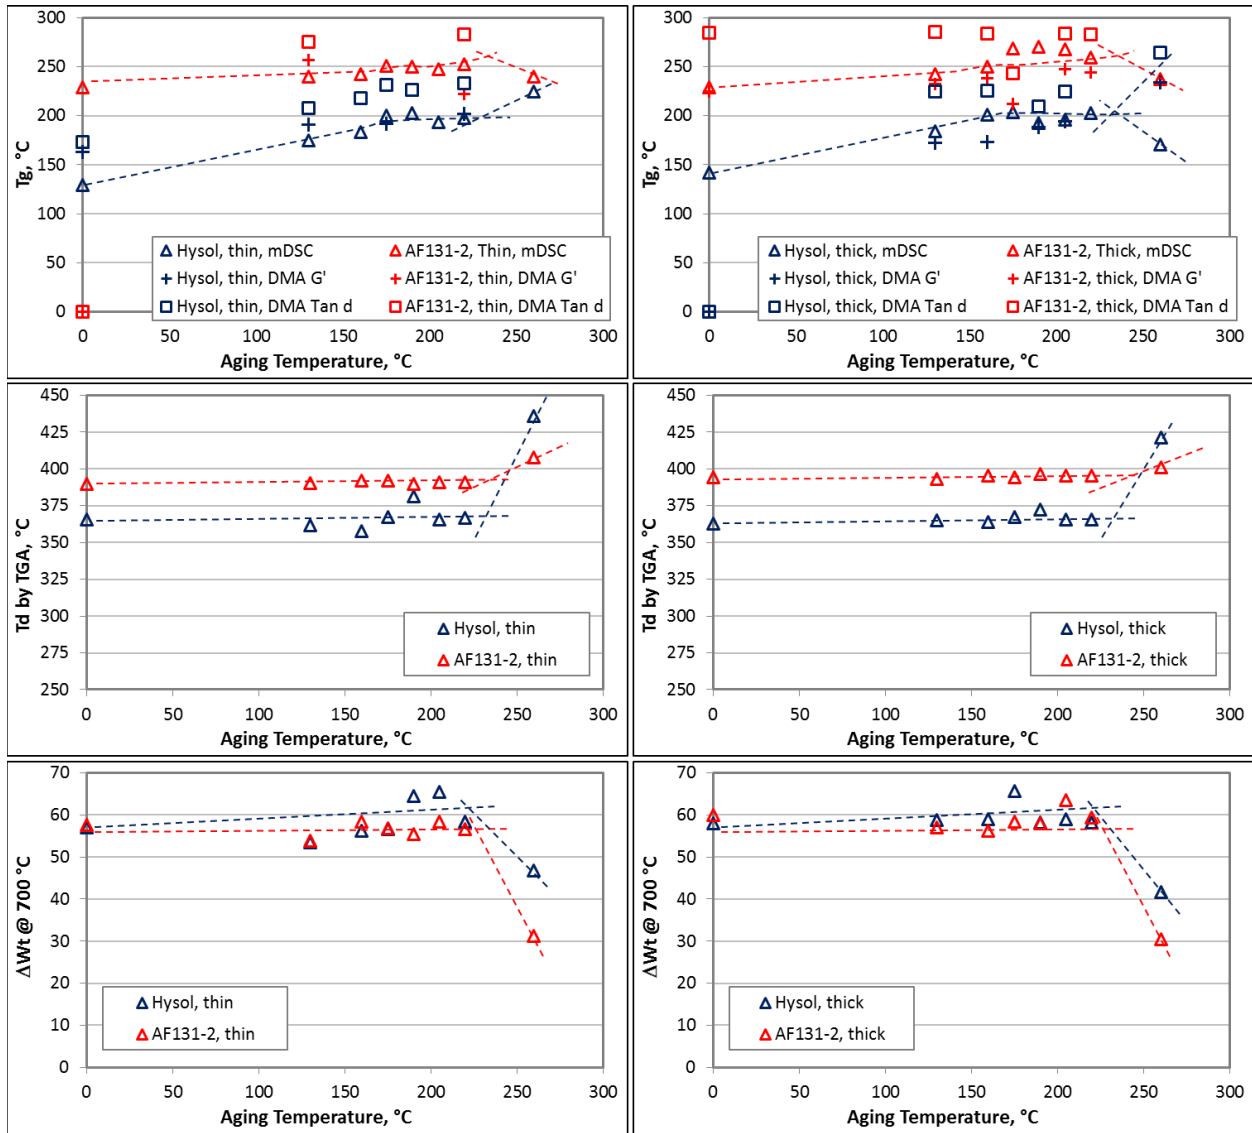 300
250
200
150
100
50
0
Tg, °C
Hysol, thin, mDSC
AF131-2, Thin, mDSC
Hysol, thin, DMA G'
AF131-2, thin, DMA G'
Hysol, thin, DMA Tan d
AF131-2, thin, DMA Tan d
0 50 100 150 200 250 300
Aging Temperature, °C
300
250
200
150
100
50
0
Tg, °C
Hysol, thick, mDSC
AF131-2, Thick, mDSC
Hysol, thick, DMA G'
AF131-2, thick, DMA G'
Hysol, thick, DMA Tan d
AF131-2, thick, DMA Tan d
0 50 100 150 200 250 300
Aging Temperature, °C
450
425
400
375
350
325
300
275
250
Td by TGA, °C
Hysol, thin
AF131-2, thin
0 50 100 150 200 250 300
Aging Temperature, °C
450
425
400
375
350
325
300
275
250
Td by TGA, °C
Hysol, thick
AF131-2, thick
0 50 100 150 200 250 300
Aging Temperature, °C
70
60
50
40
30
20
10
0
ΔWt @ 700 °C
Hysol, thin
AF131-2, thin
0 50 100 150 200 250 300
Aging Temperature, °C
70
60
50
40
30
20
10
0
ΔWt @ 700 °C
Hysol, thick
AF131-2, thick
0 50 100 150 200 250 300
Aging Temperature, °C